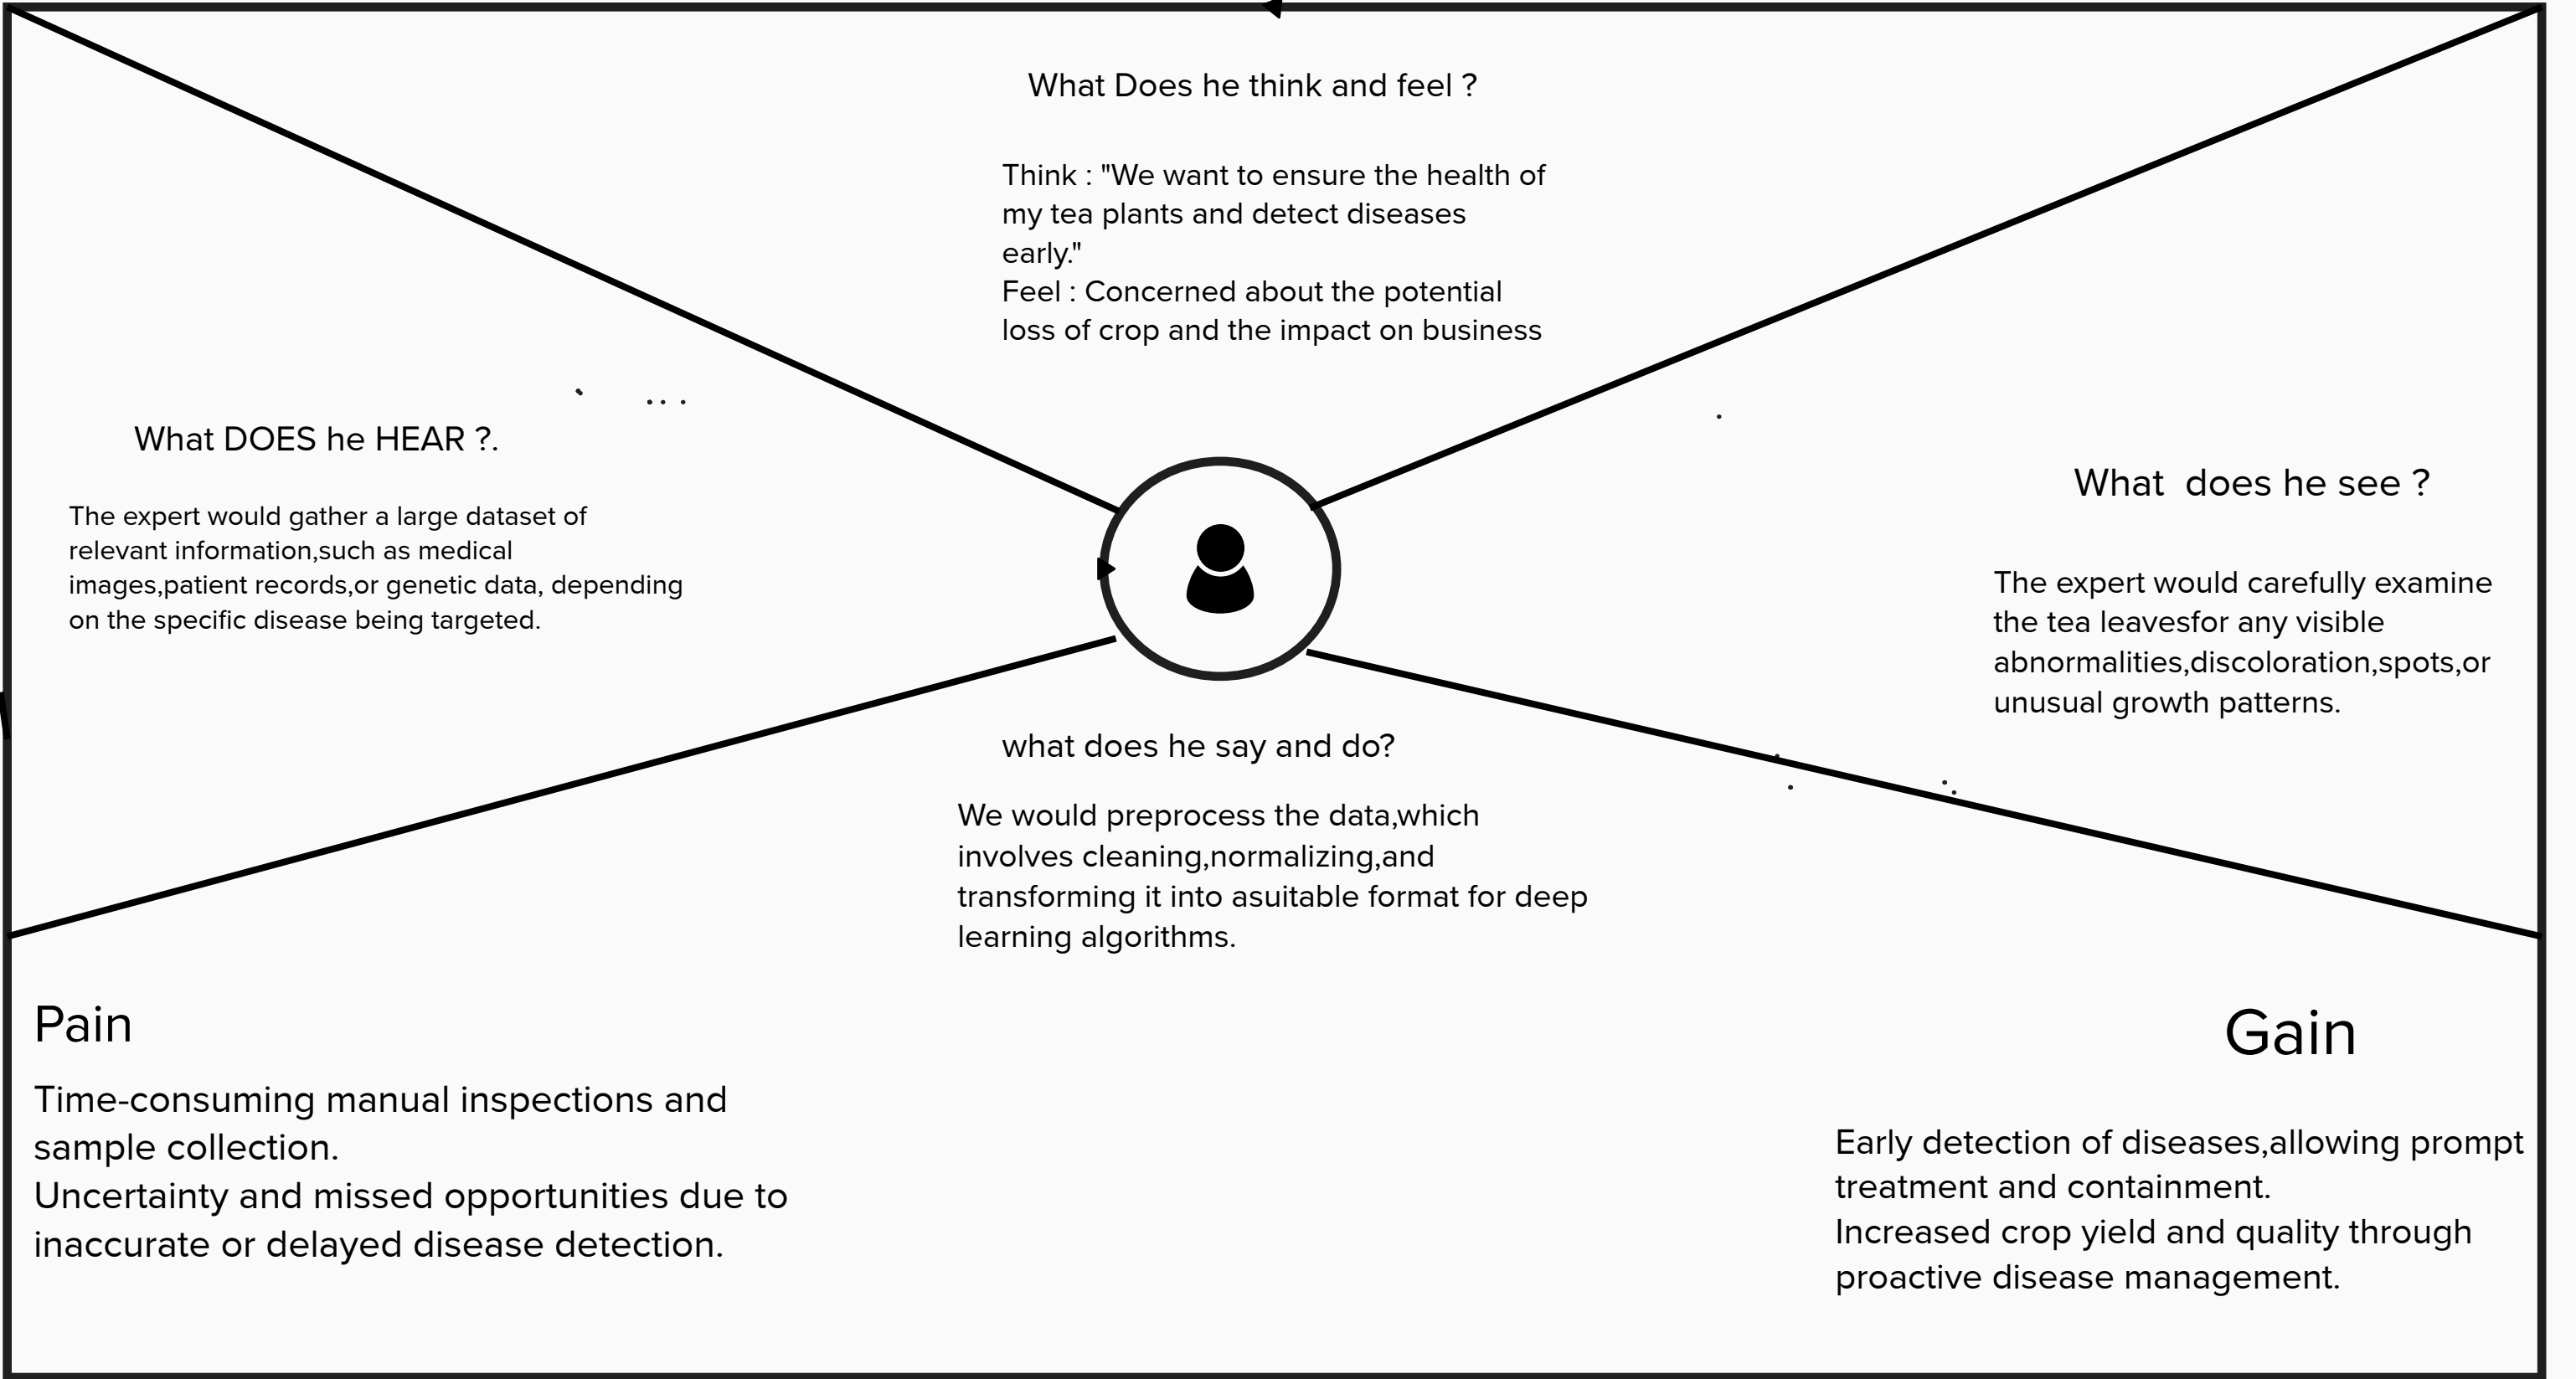 What Does he think and feel ?
Think : "We want to ensure the health of
my tea plants and detect diseases
early."
Feel : Concerned about the potential
loss of crop and the impact on business
What DOES he HEAR ?.
The expert would gather a large dataset of
relevant information,such as medical
images,patient records,or genetic data, depending
on the specific disease being targeted.
What  does he see ?
The expert would carefully examine
the tea leavesfor any visible
abnormalities,discoloration,spots,or
unusual growth patterns.
what does he say and do?
We would preprocess the data,which
involves cleaning,normalizing,and
transforming it into asuitable format for deep
learning algorithms.
Pain
Time-consuming manual inspections and
sample collection.
Uncertainty and missed opportunities due to
inaccurate or delayed disease detection.
Gain
Early detection of diseases,allowing prompt
treatment and containment.
Increased crop yield and quality through
proactive disease management.